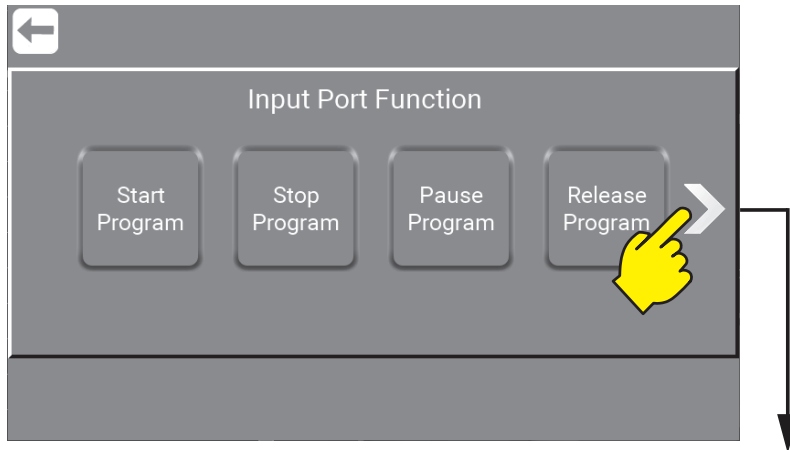 Input Port Function
Start
Program
Stop
Program
Pause
Program
Release
Program